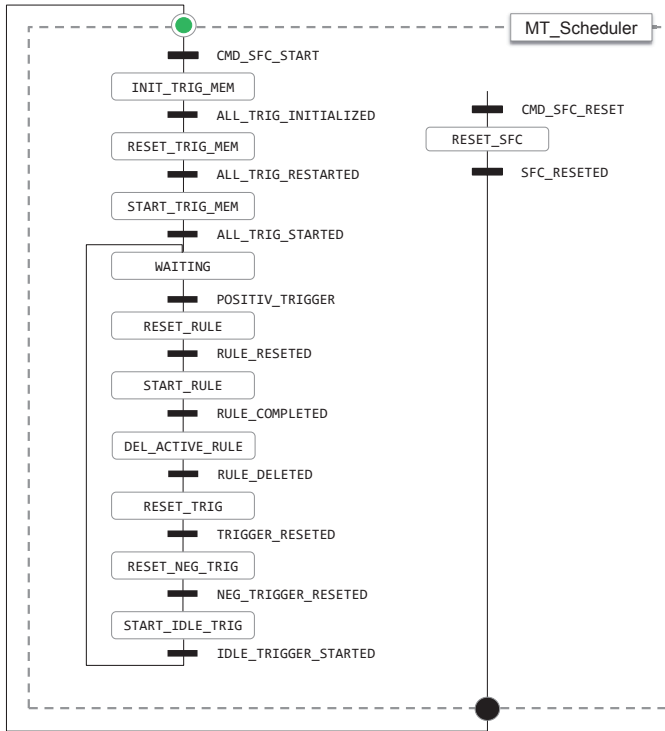 MT_Scheduler
CMD_SFC_START
INIT_TRIG_MEM
ALL_TRIG_INITIALIZED
RESET_TRIG_MEM
ALL_TRIG_RESTARTED
START_TRIG_MEM
ALL_TRIG_STARTED
WAITING
POSITIV_TRIGGER
RESET_RULE
RULE_RESETED
START_RULE
RULE_COMPLETED
DEL_ACTIVE_RULE
RULE_DELETED
RESET_TRIG
TRIGGER_RESETED
RESET_NEG_TRIG
NEG_TRIGGER_RESETED
START_IDLE_TRIG
IDLE_TRIGGER_STARTED
CMD_SFC_RESET
RESET_SFC
SFC_RESETED